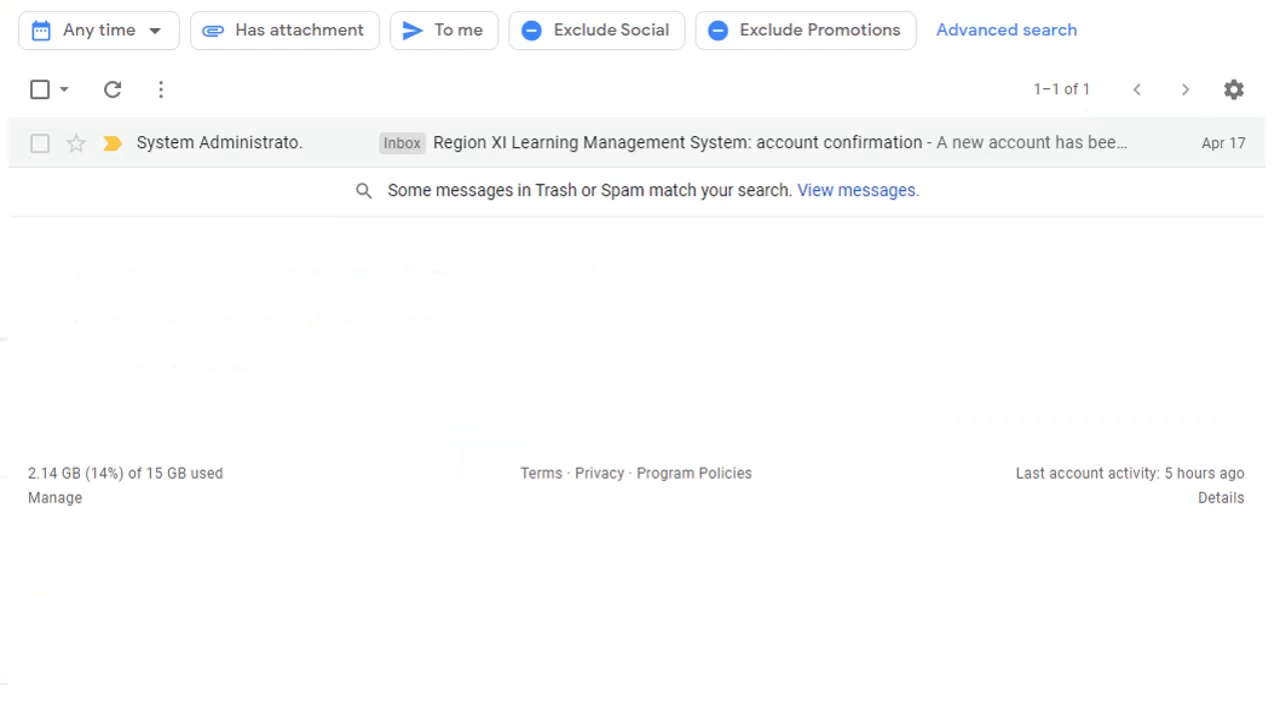 Any time Has attachment To me Exclude Social Exclude Promotions Advanced search
1–1 of 1
System Administrato. Inbox Region XI Learning Management System: account confirmation - A new account has bee...
Some messages in Trash or Spam match your search. View messages.
2.14 GB (14%) of 15 GB used Terms · Privacy · Program Policies Last account activity: 5 hours ago
Manage Details